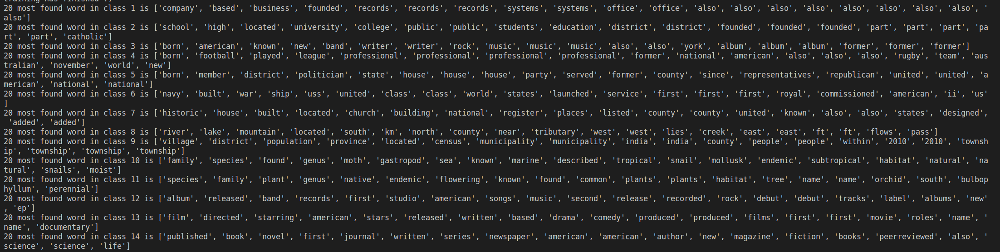 training has finished :)
20 most found word in class 1 is ['company', 'based', 'business', 'founded', 'records', 'records', 'records', 'systems', 'systems', 'office', 'office', 'also', 'also', 'also', 'also', 'also', 'also', 'also', 'also', '
also']
20 most found word in class 2 is ['school', 'high', 'located', 'university', 'college', 'public', 'public', 'students', 'education', 'district', 'district', 'founded', 'founded', 'founded', 'part', 'part', 'part', 'pa
rt', 'part', 'catholic']
20 most found word in class 3 is ['born', 'american', 'known', 'new', 'band', 'writer', 'writer', 'rock', 'music', 'music', 'music', 'also', 'also', 'york', 'album', 'album', 'album', 'former', 'former', 'former']
20 most found word in class 4 is ['born', 'football', 'played', 'league', 'professional', 'professional', 'professional', 'professional', 'former', 'national', 'american', 'also', 'also', 'also', 'rugby', 'team', 'aus
tralian', 'november', 'world', 'new']
20 most found word in class 5 is ['born', 'member', 'district', 'politician', 'state', 'house', 'house', 'house', 'party', 'served', 'former', 'county', 'since', 'representatives', 'republican', 'united', 'united', 'a
merican', 'national', 'national']
20 most found word in class 6 is ['navy', 'built', 'war', 'ship', 'uss', 'united', 'class', 'class', 'world', 'states', 'launched', 'service', 'first', 'first', 'first', 'royal', 'commissioned', 'american', 'ii', 'us'
]
20 most found word in class 7 is ['historic', 'house', 'built', 'located', 'church', 'building', 'national', 'register', 'places', 'listed', 'county', 'county', 'united', 'known', 'also', 'also', 'states', 'designed',
 'added', 'added']
20 most found word in class 8 is ['river', 'lake', 'mountain', 'located', 'south', 'km', 'north', 'county', 'near', 'tributary', 'west', 'west', 'lies', 'creek', 'east', 'east', 'ft', 'ft', 'flows', 'pass']
20 most found word in class 9 is ['village', 'district', 'population', 'province', 'located', 'census', 'municipality', 'municipality', 'india', 'india', 'county', 'people', 'people', 'within', '2010', '2010', 'townsh
ip', 'township', 'township', 'township']
20 most found word in class 10 is ['family', 'species', 'found', 'genus', 'moth', 'gastropod', 'sea', 'known', 'marine', 'described', 'tropical', 'snail', 'mollusk', 'endemic', 'subtropical', 'habitat', 'natural', 'na
tural', 'snails', 'moist']
20 most found word in class 11 is ['species', 'family', 'plant', 'genus', 'native', 'endemic', 'flowering', 'known', 'found', 'common', 'plants', 'plants', 'habitat', 'tree', 'name', 'name', 'orchid', 'south', 'bulbop
hyllum', 'perennial']
20 most found word in class 12 is ['album', 'released', 'band', 'records', 'first', 'studio', 'american', 'songs', 'music', 'second', 'release', 'recorded', 'rock', 'debut', 'debut', 'tracks', 'label', 'albums', 'new'
, 'ep']
20 most found word in class 13 is ['film', 'directed', 'starring', 'american', 'stars', 'released', 'written', 'based', 'drama', 'comedy', 'produced', 'produced', 'films', 'first', 'first', 'movie', 'roles', 'name', '
name', 'documentary']
20 most found word in class 14 is ['published', 'book', 'novel', 'first', 'journal', 'written', 'series', 'newspaper', 'american', 'american', 'author', 'new', 'magazine', 'fiction', 'books', 'peerreviewed', 'also', '
science', 'science', 'life']